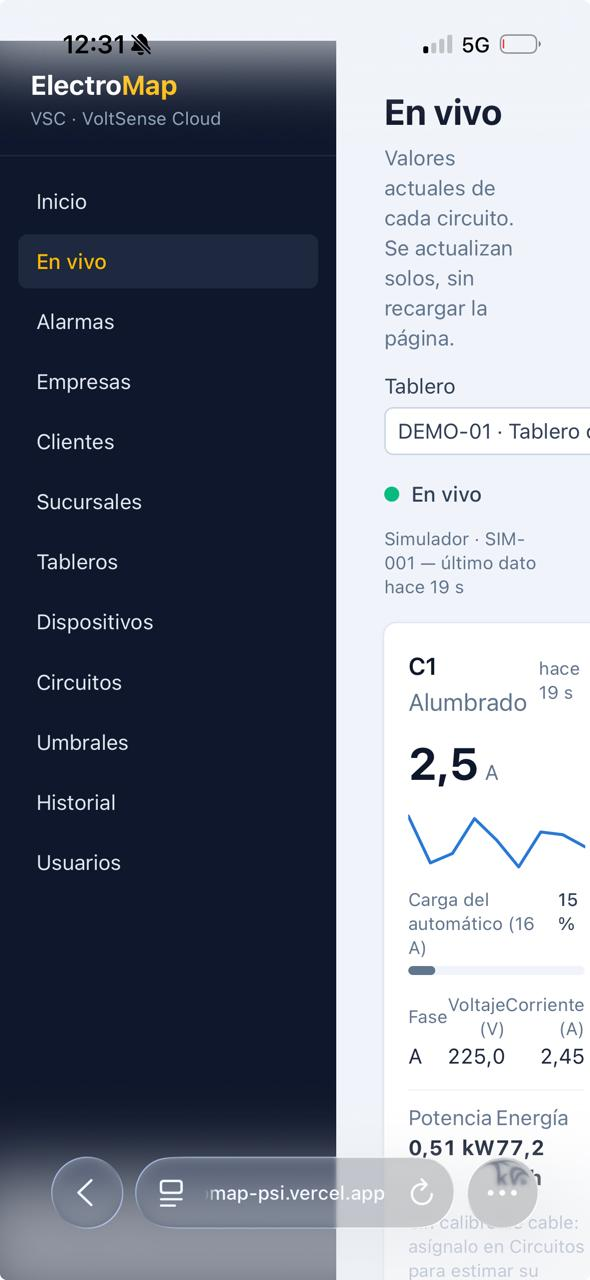 12:31
5G
ElectroMap
VSC · VoltSense Cloud
Inicio
En vivo
Alarmas
Empresas
Clientes
Sucursales
Tableros
Dispositivos
Circuitos
Umbrales
Historial
Usuarios
En vivo
Valores
actuales de
cada circuito.
Se actualizan
solos, sin
recargar la
página.
Tablero
DEMO-01 · Tablero
En vivo
Simulador · SIM-
001 — último dato
hace 19 s
C1
Alumbrado
hace
19 s
2,5 A
Carga del
automático (16
A)
15
%
Fase Voltaje (V) Corriente (A)
A 225,0 2,45
Potencia Energía
0,51 kW 77,2
cable:
asígnalo en Circuitos
para estimar su
map-psi.vercel.app